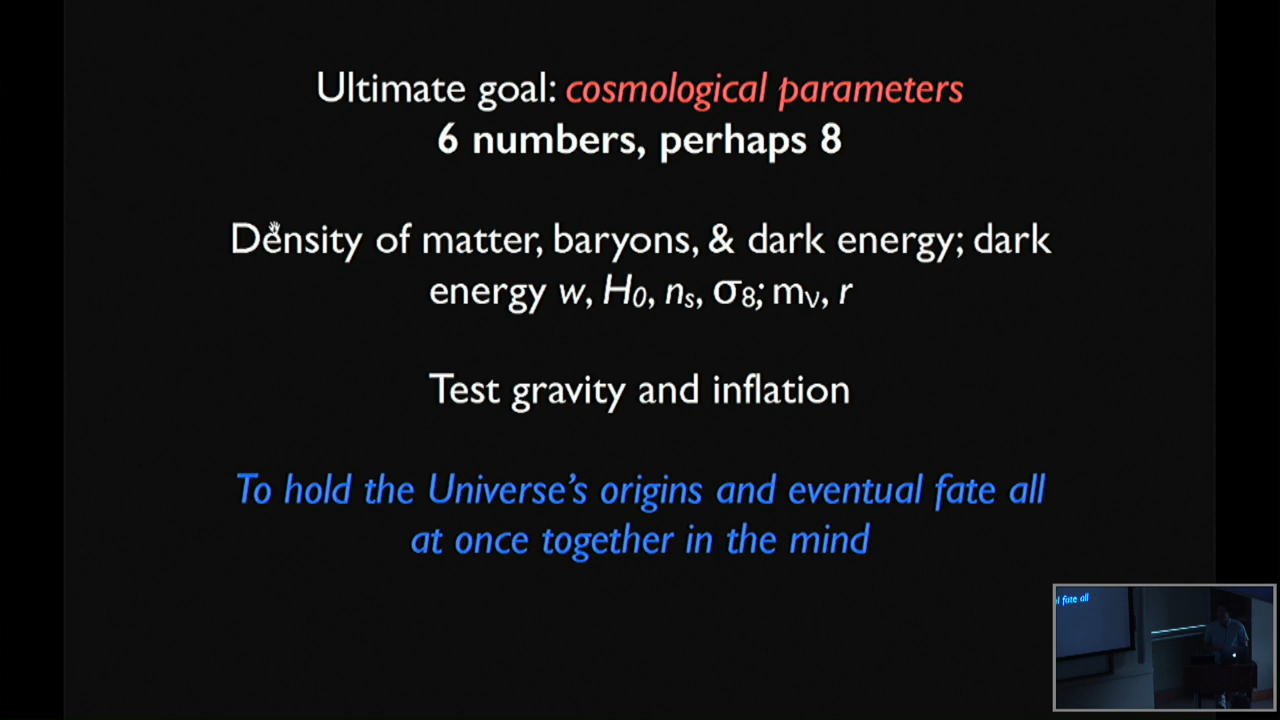 Ultimate goal: cosmological parameters
6 numbers, perhaps 8
Density of matter, baryons, & dark energy; dark
energy w, H₀, nₛ, σ₈; mᵥ, r
Test gravity and inflation
To hold the Universe's origins and eventual fate all
at once together in the mind
l fate all